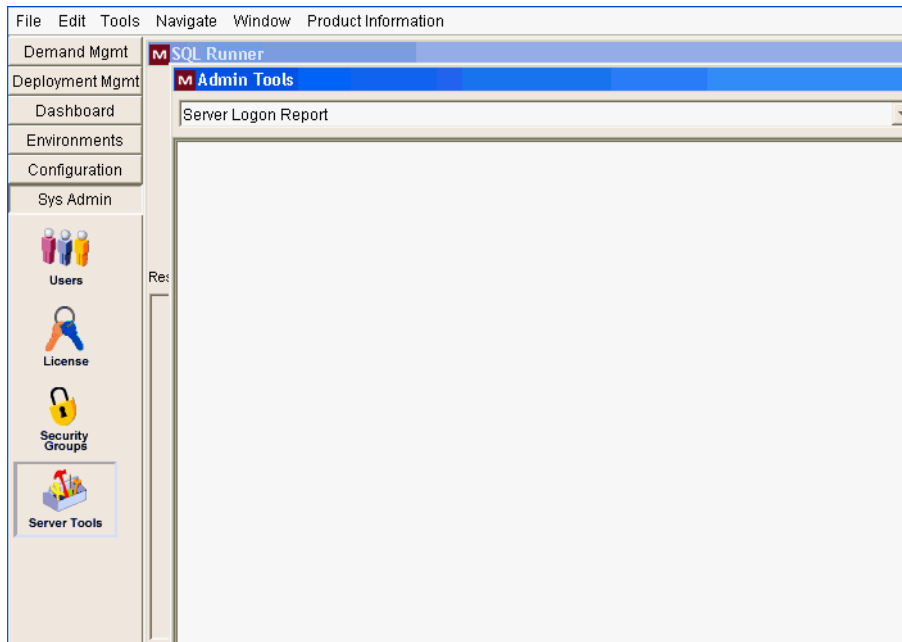 File Edit Tools Navigate Window Product Information
Demand Mgmt
Deployment Mgmt
Dashboard
Environments
Configuration
Sys Admin
Users
License
Security
Groups
Server Tools
M SQL Runner
M Admin Tools
Server Logon Report
Res